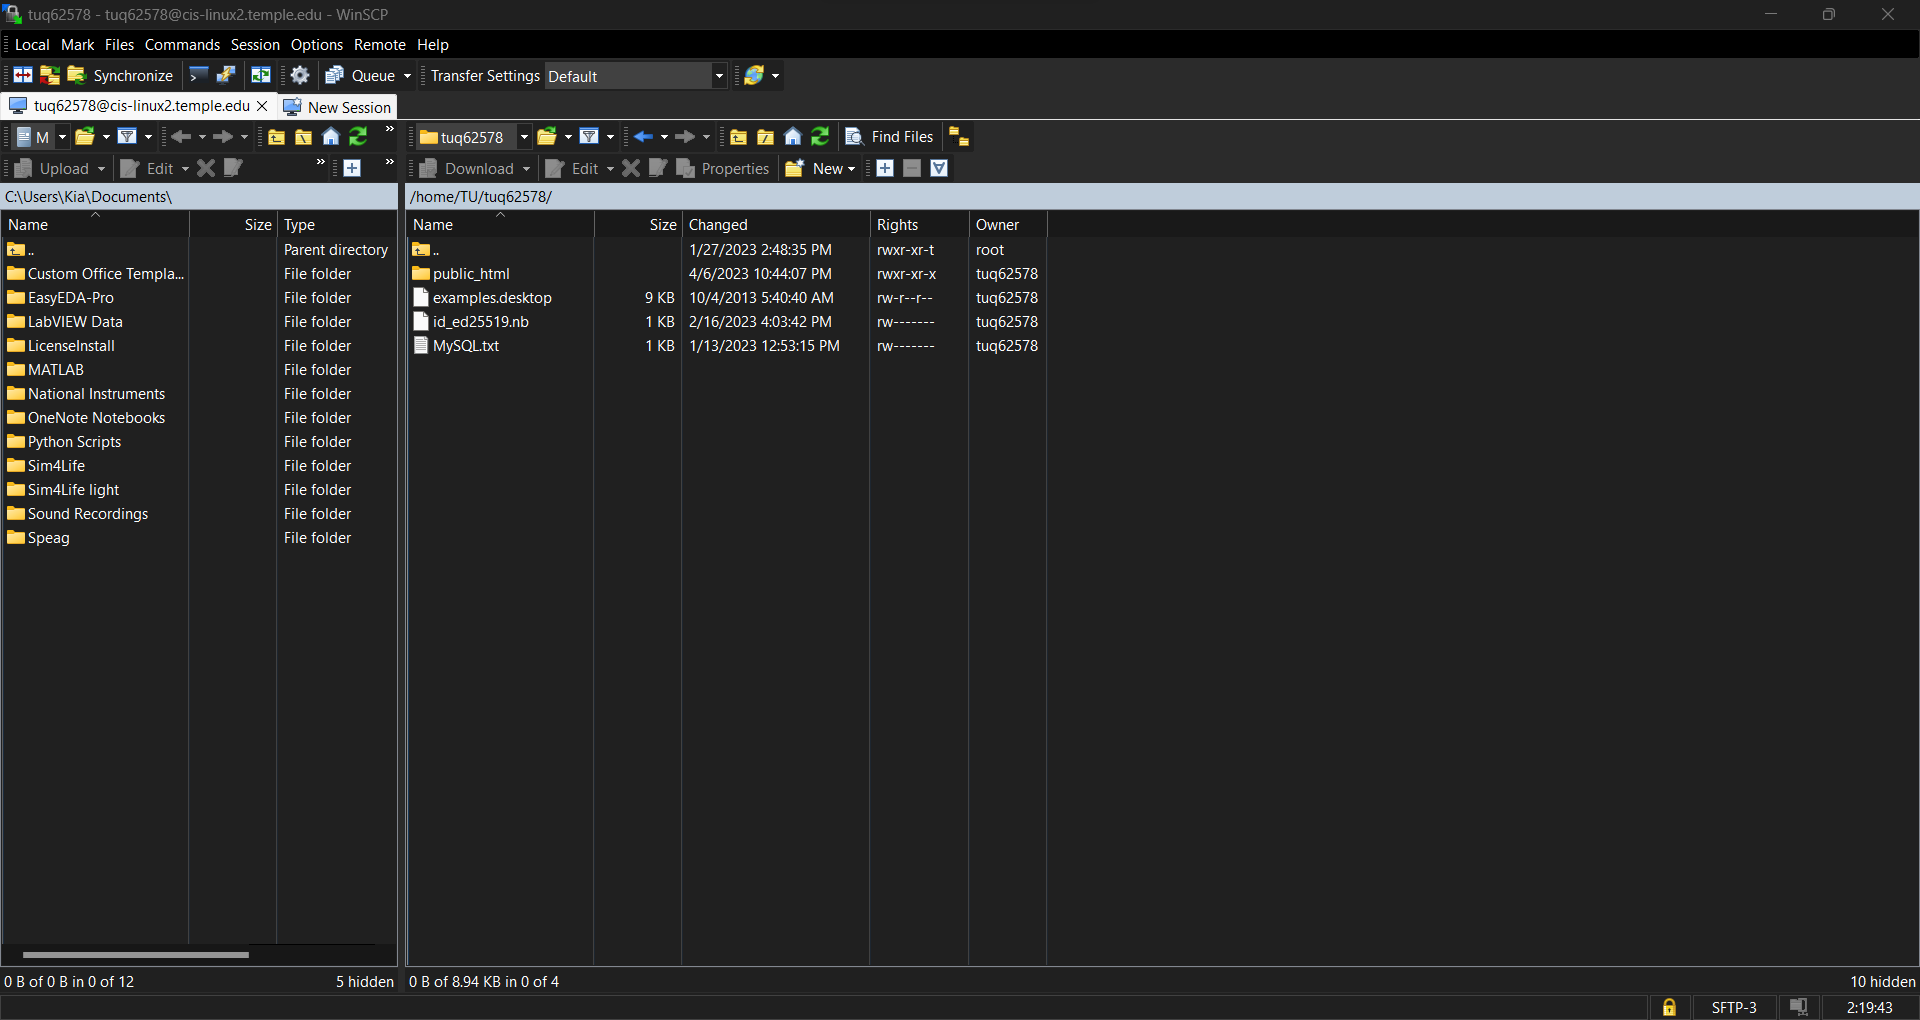 tuq62578 - tuq62578@cis-linux2.temple.edu - WinSCP
Local Mark Files Commands Session Options Remote Help
Synchronize Queue Transfer Settings Default
tuq62578@cis-linux2.temple.edu New Session
M tuq62578 Find Files
Upload Edit Download Edit Properties New
C:\Users\Kia\Documents\ /home/TU/tuq62578/
Name Size Type Name Size Changed Rights Owner
.. Parent directory .. 1/27/2023 2:48:35 PM rwxr-xr-t root
Custom Office Templa... File folder public_html 4/6/2023 10:44:07 PM rwxr-xr-x tuq62578
EasyEDA-Pro File folder examples.desktop 9 KB 10/4/2013 5:40:40 AM rw-r--r-- tuq62578
LabVIEW Data File folder id_ed25519.nb 1 KB 2/16/2023 4:03:42 PM rw------- tuq62578
LicenseInstall File folder MySQL.txt 1 KB 1/13/2023 12:53:15 PM rw------- tuq62578
MATLAB File folder
National Instruments File folder
OneNote Notebooks File folder
Python Scripts File folder
Sim4Life File folder
Sim4Life light File folder
Sound Recordings File folder
Speag File folder
0 B of 0 B in 0 of 12 5 hidden 0 B of 8.94 KB in 0 of 4 10 hidden
SFTP-3 2:19:43